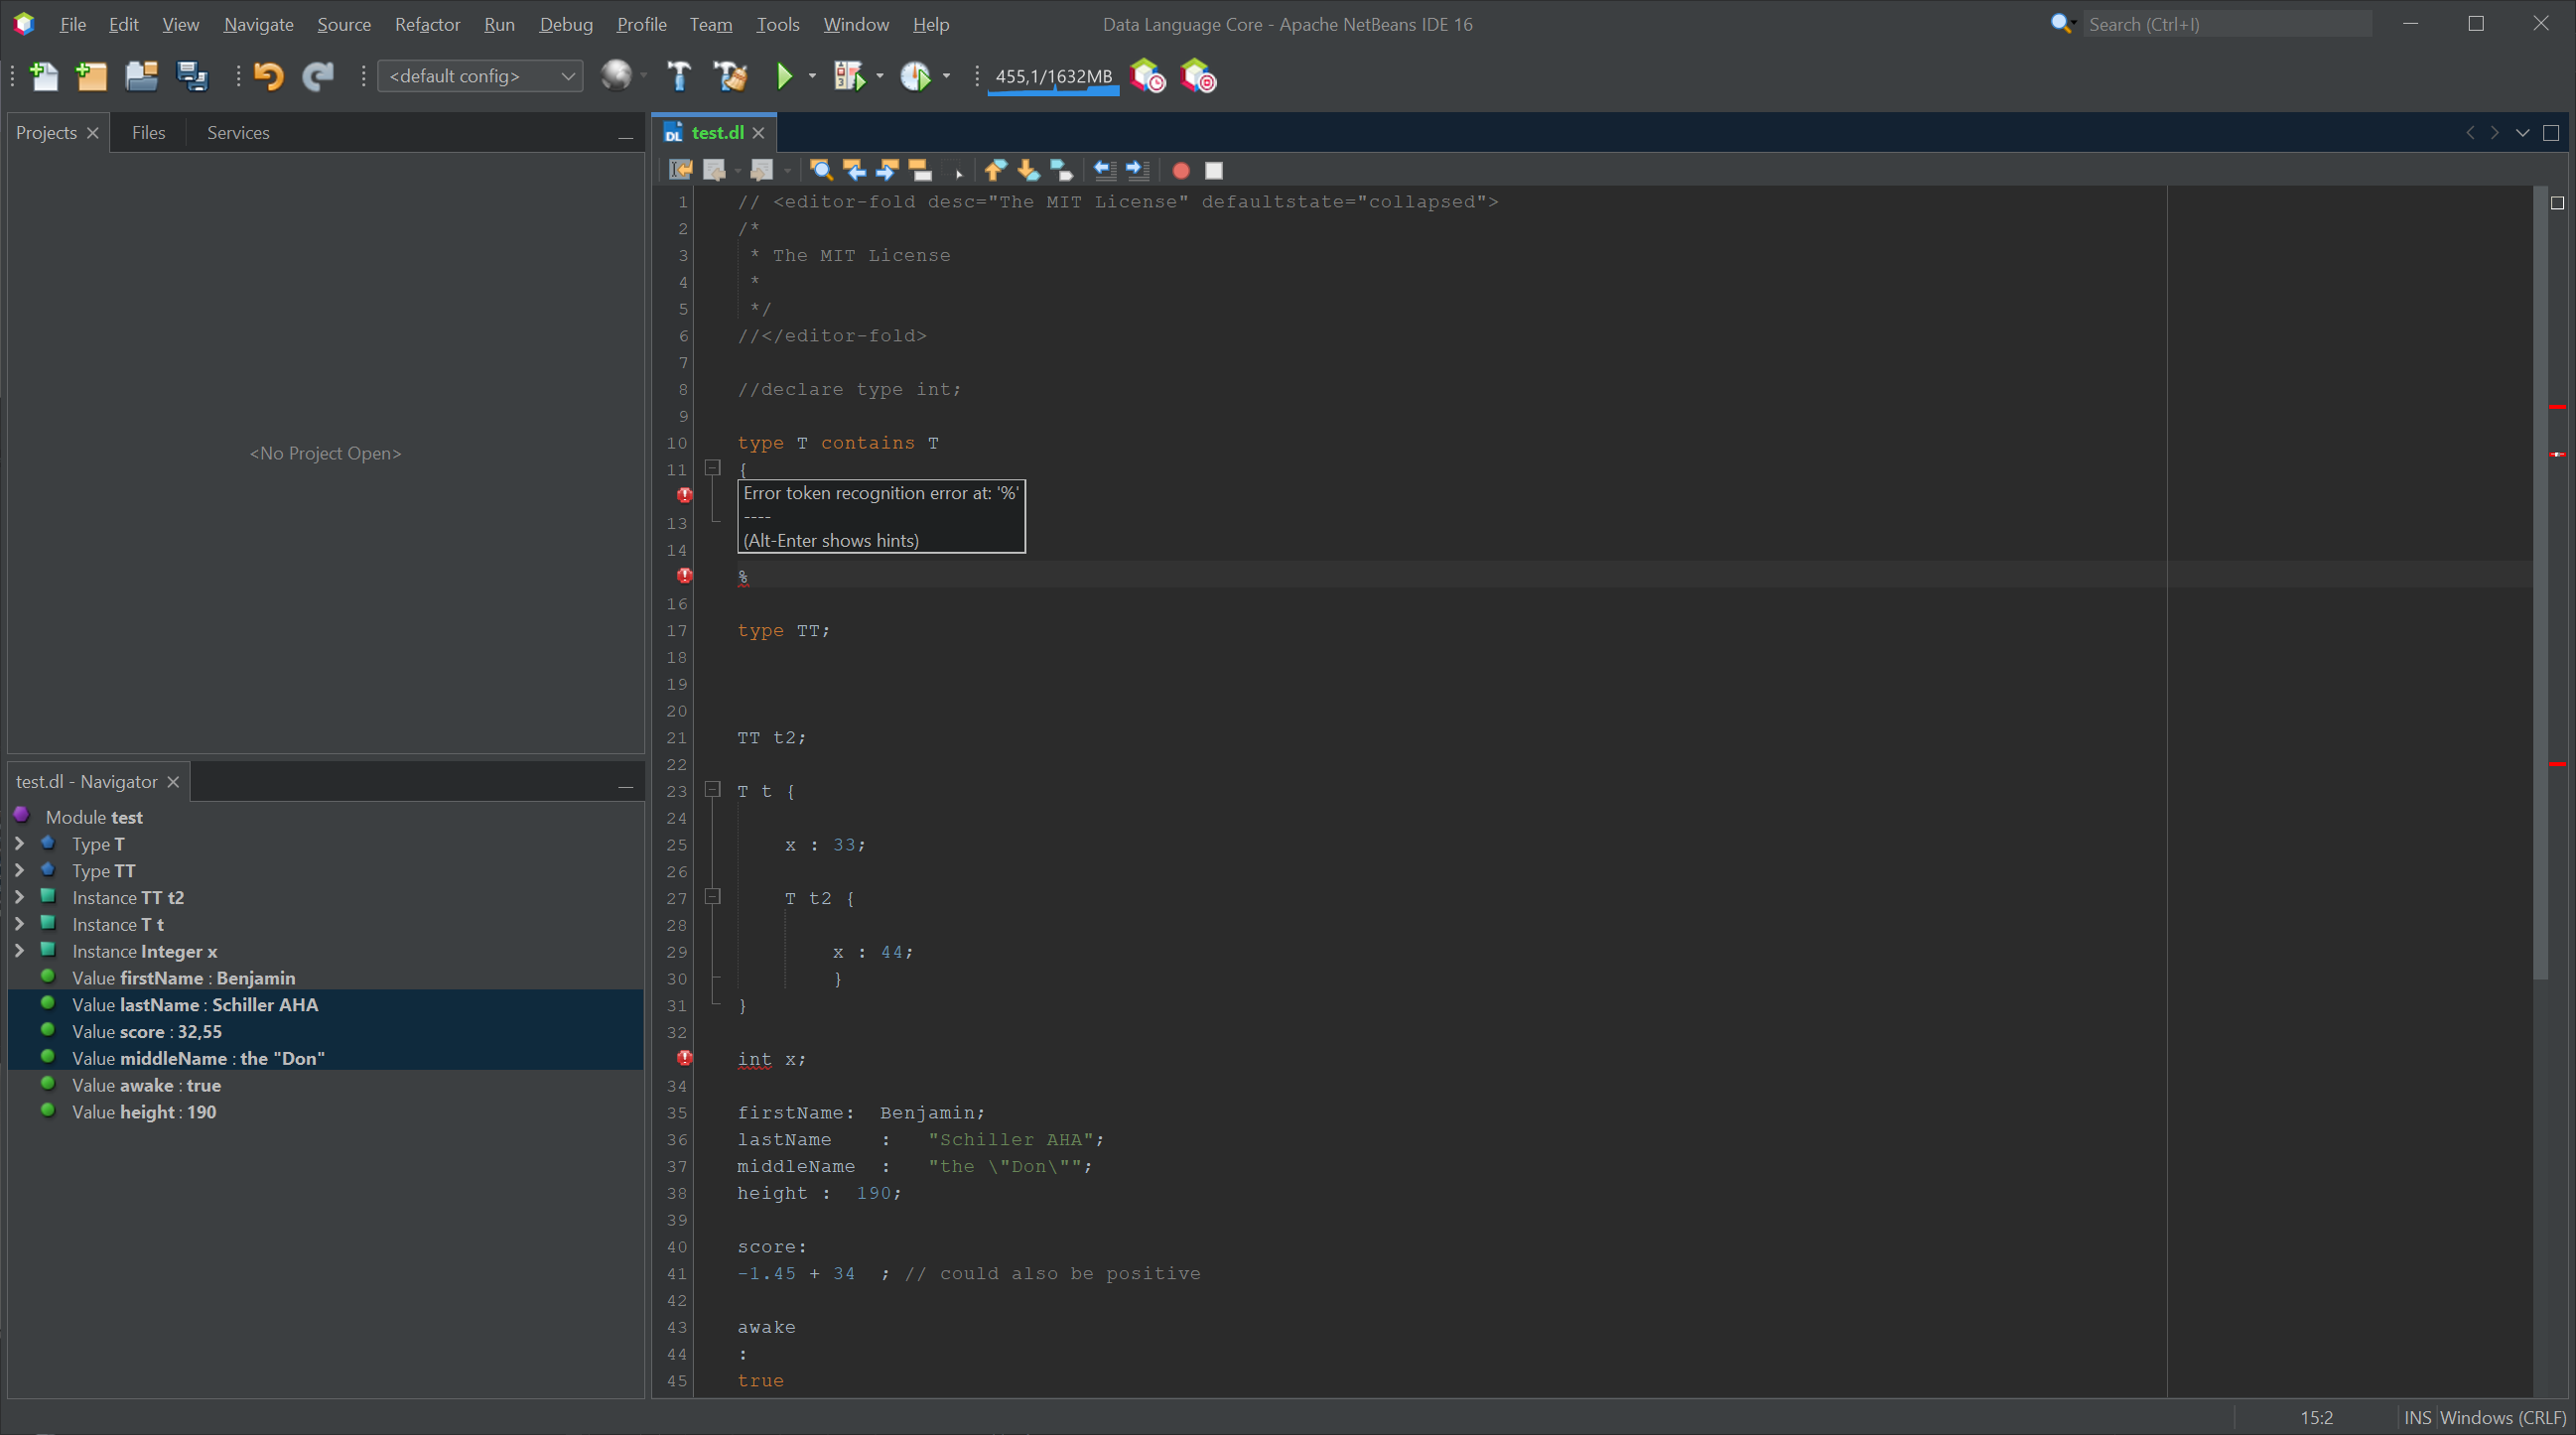 File Edit View Navigate Source Refactor Run Debug Profile Team Tools Window Help
Data Language Core - Apache NetBeans IDE 16
Search (Ctrl+I)
<default config>
455,1/1632MB
Projects Files Services
<No Project Open>
test.dl - Navigator
Module test
Type T
Type TT
Instance TT t2
Instance T t
Instance Integer x
Value firstName : Benjamin
Value lastName : Schiller AHA
Value score : 32,55
Value middleName : the "Don"
Value awake : true
Value height : 190
DL test.dl
1 // <editor-fold desc="The MIT License" defaultstate="collapsed">
2 /*
3 * The MIT License
4 *
5 */
6 //</editor-fold>
7
8 //declare type int;
9
10 type T contains T
11 {
Error token recognition error at: '%'
----
(Alt-Enter shows hints)
13
14
%
16
17 type TT;
18
19
20
21 TT t2;
22
23 T t {
24
25 x : 33;
26
27 T t2 {
28
29 x : 44;
30 }
31 }
32
int x;
34
35 firstName: Benjamin;
36 lastName : "Schiller AHA";
37 middleName : "the \"Don\"";
38 height : 190;
39
40 score:
41 -1.45 + 34 ; // could also be positive
42
43 awake
44 :
45 true
15:2 INS Windows (CRLF)